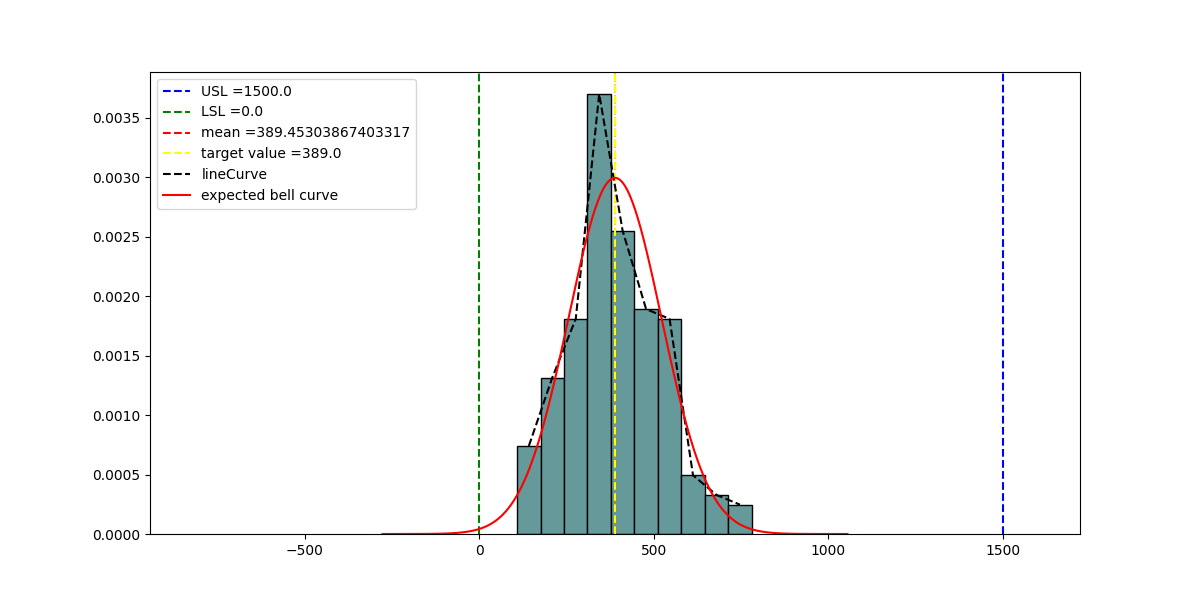 USL =1500.0
LSL =0.0
mean =389.45303867403317
target value =389.0
lineCurve
expected bell curve
0.0035
0.0030
0.0025
0.0020
0.0015
0.0010
0.0005
0.0000
−500 0 500 1000 1500